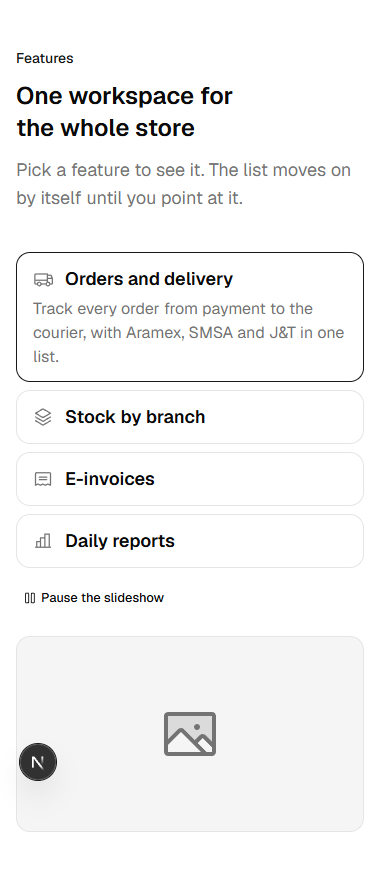 Features
One workspace for
the whole store
Pick a feature to see it. The list moves on
by itself until you point at it.
Orders and delivery
Track every order from payment to the
courier, with Aramex, SMSA and J&T in one
list.
Stock by branch
E-invoices
Daily reports
Pause the slideshow
N